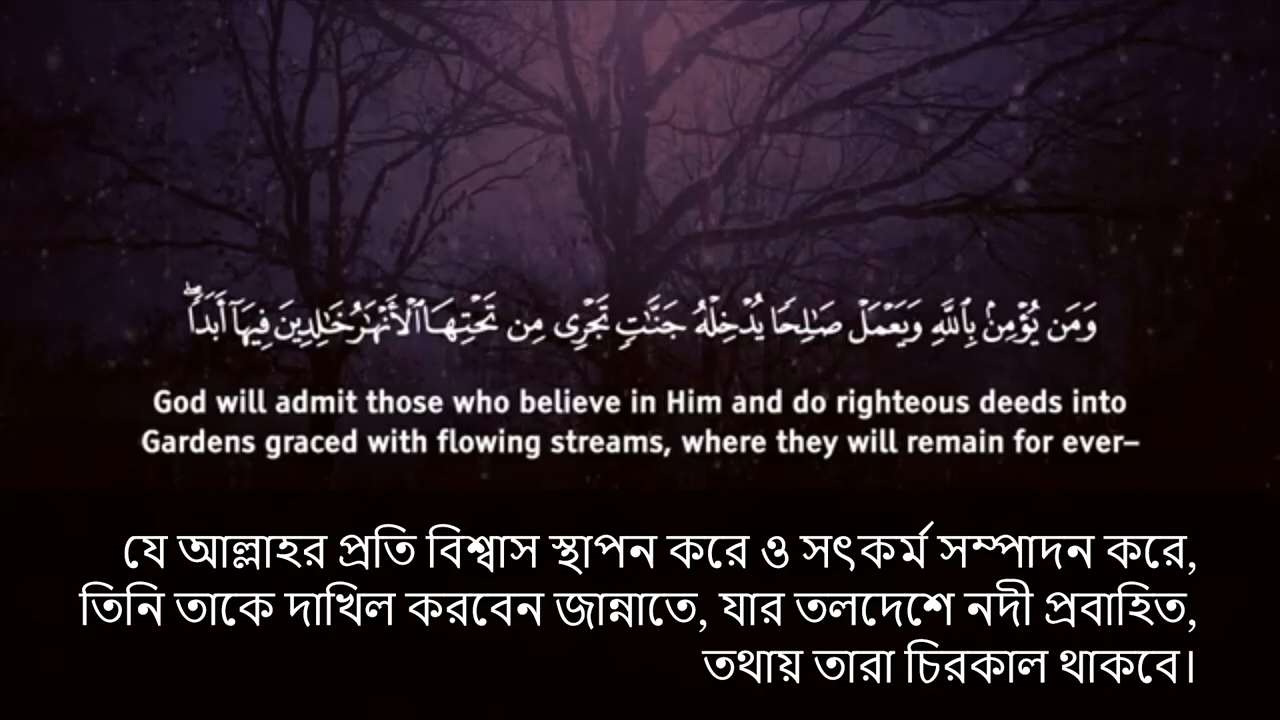 وَمَن يُؤْمِنۢ بِٱللَّهِ وَيَعْمَلْ صَـٰلِحًا يُدْخِلْهُ جَنَّـٰتٍ تَجْرِى مِن تَحْتِهَا ٱلْأَنْهَـٰرُ خَـٰلِدِينَ فِيهَآ أَبَدًا ۖ
God will admit those who believe in Him and do righteous deeds into
Gardens graced with flowing streams, where they will remain for ever–
যে আল্লাহর প্রতি বিশ্বাস স্থাপন করে ও সৎকর্ম সম্পাদন করে,
তিনি তাকে দাখিল করবেন জান্নাতে, যার তলদেশে নদী প্রবাহিত,
তথায় তারা চিরকাল থাকবে।